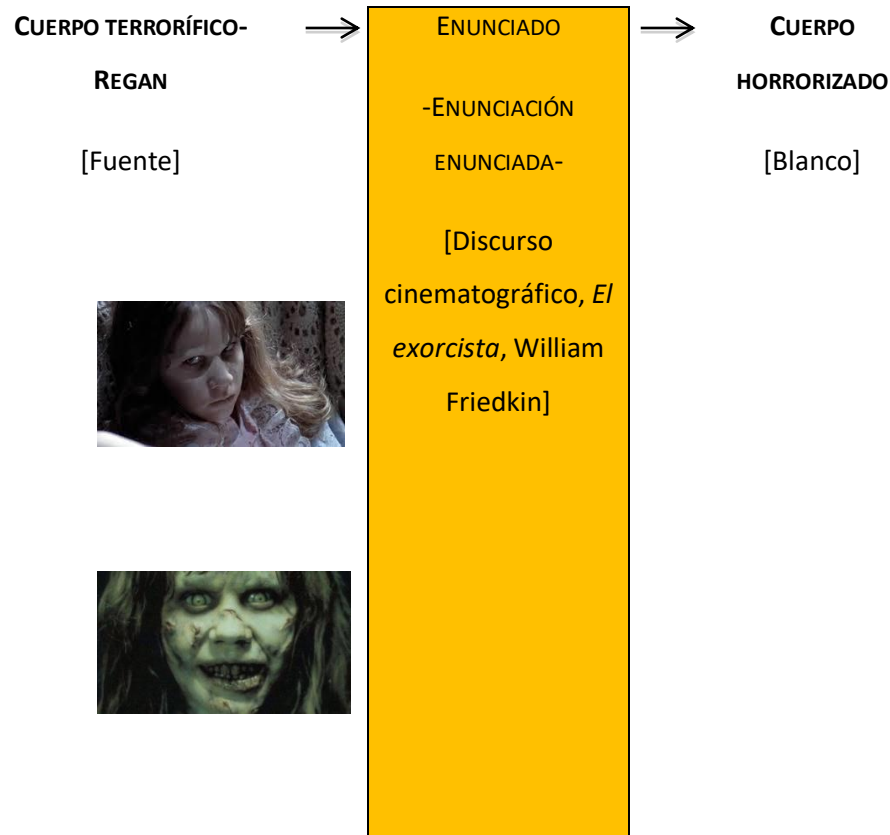 CUERPO TERRORÍFICO-
REGAN
[Fuente]
ENUNCIADO
-ENUNCIACIÓN
ENUNCIADA-
[Discurso
cinematográfico, El
exorcista, William
Friedkin]
CUERPO
HORRORIZADO
[Blanco]